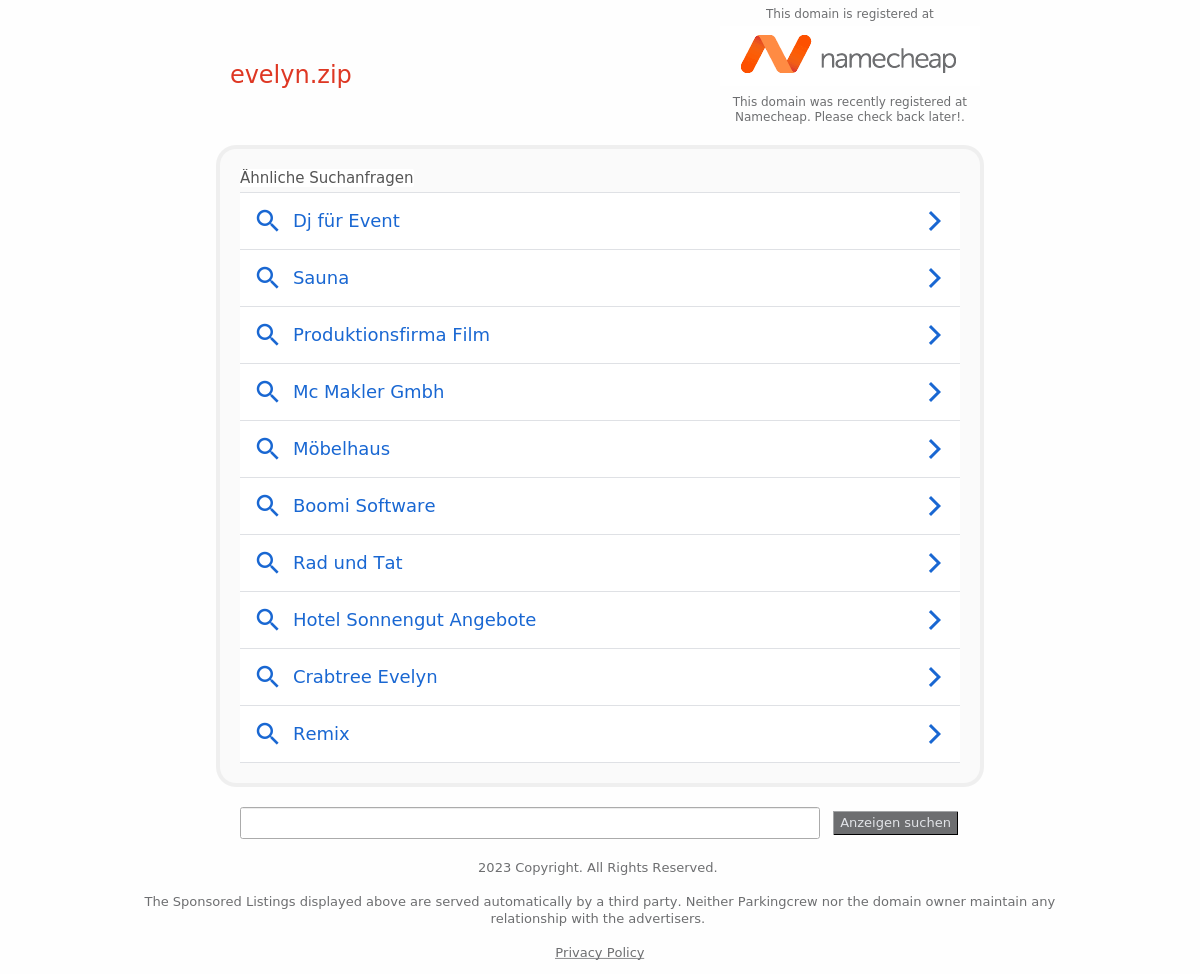 This domain is registered at
namecheap
evelyn.zip
This domain was recently registered at
Namecheap. Please check back later!.
Ähnliche Suchanfragen
Dj für Event
Sauna
Produktionsfirma Film
Mc Makler Gmbh
Möbelhaus
Boomi Software
Rad und Tat
Hotel Sonnengut Angebote
Crabtree Evelyn
Remix
Anzeigen suchen
2023 Copyright. All Rights Reserved.
The Sponsored Listings displayed above are served automatically by a third party. Neither Parkingcrew nor the domain owner maintain any
relationship with the advertisers.
Privacy Policy